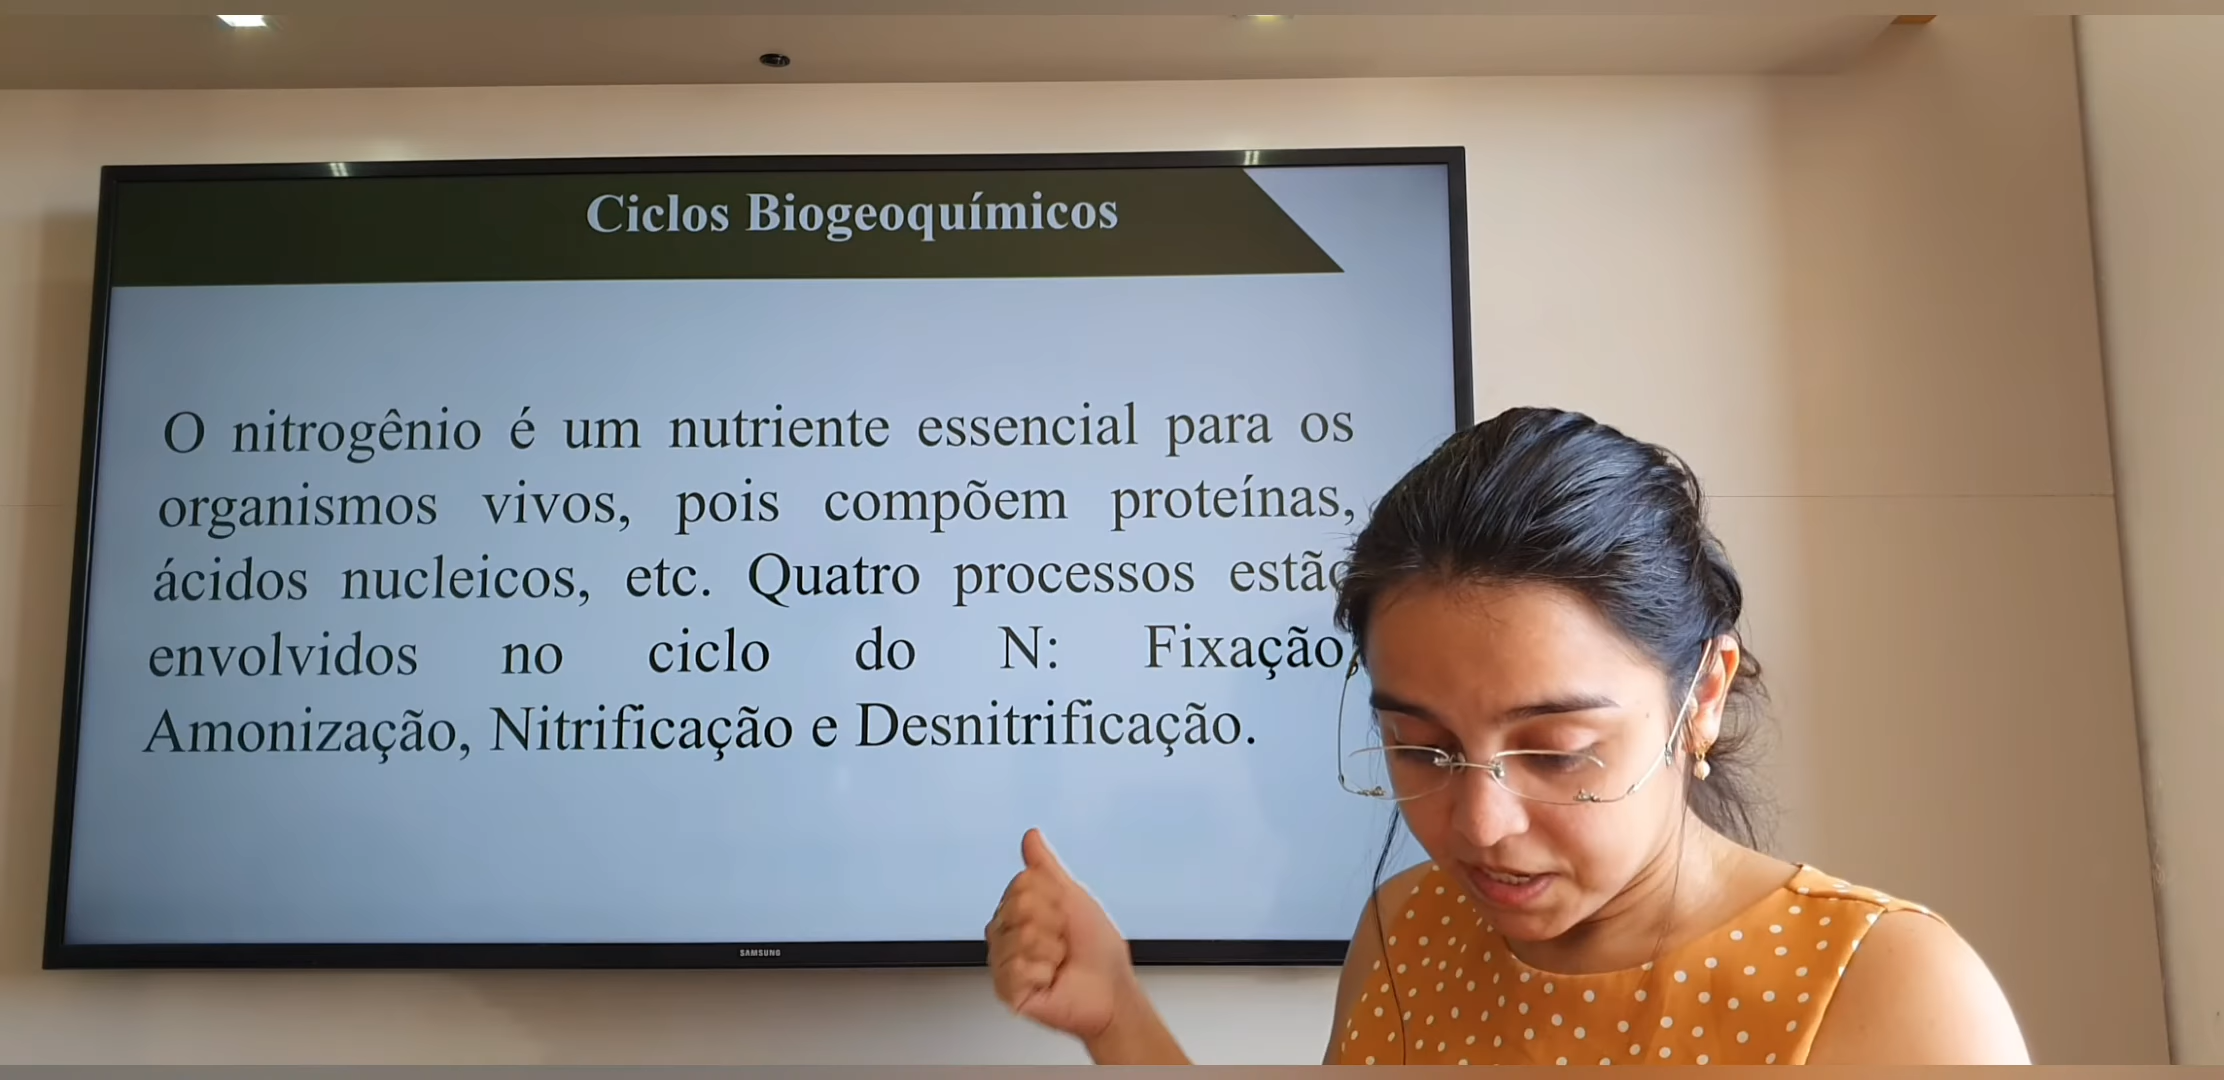 Ciclos Biogeoquímicos
O nitrogênio é um nutriente essencial para os
organismos vivos, pois compõem proteínas,
ácidos nucleicos, etc. Quatro processos estão
envolvidos no ciclo do N: Fixação,
Amonização, Nitrificação e Desnitrificação.
SAMSUNG